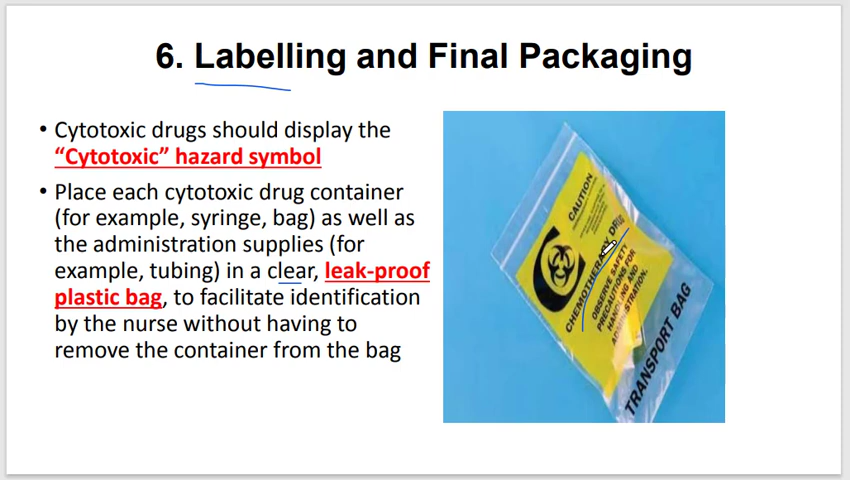 6. Labelling and Final Packaging
• Cytotoxic drugs should display the
“Cytotoxic” hazard symbol
• Place each cytotoxic drug container
(for example, syringe, bag) as well as
the administration supplies (for
example, tubing) in a clear, leak-proof
plastic bag, to facilitate identification
by the nurse without having to
remove the container from the bag
CAUTION
CHEMOTHERAPY DRUG
OBSERVE SAFETY
PRECAUTIONS FOR
HANDLING AND
ADMINISTRATION.
TRANSPORT BAG